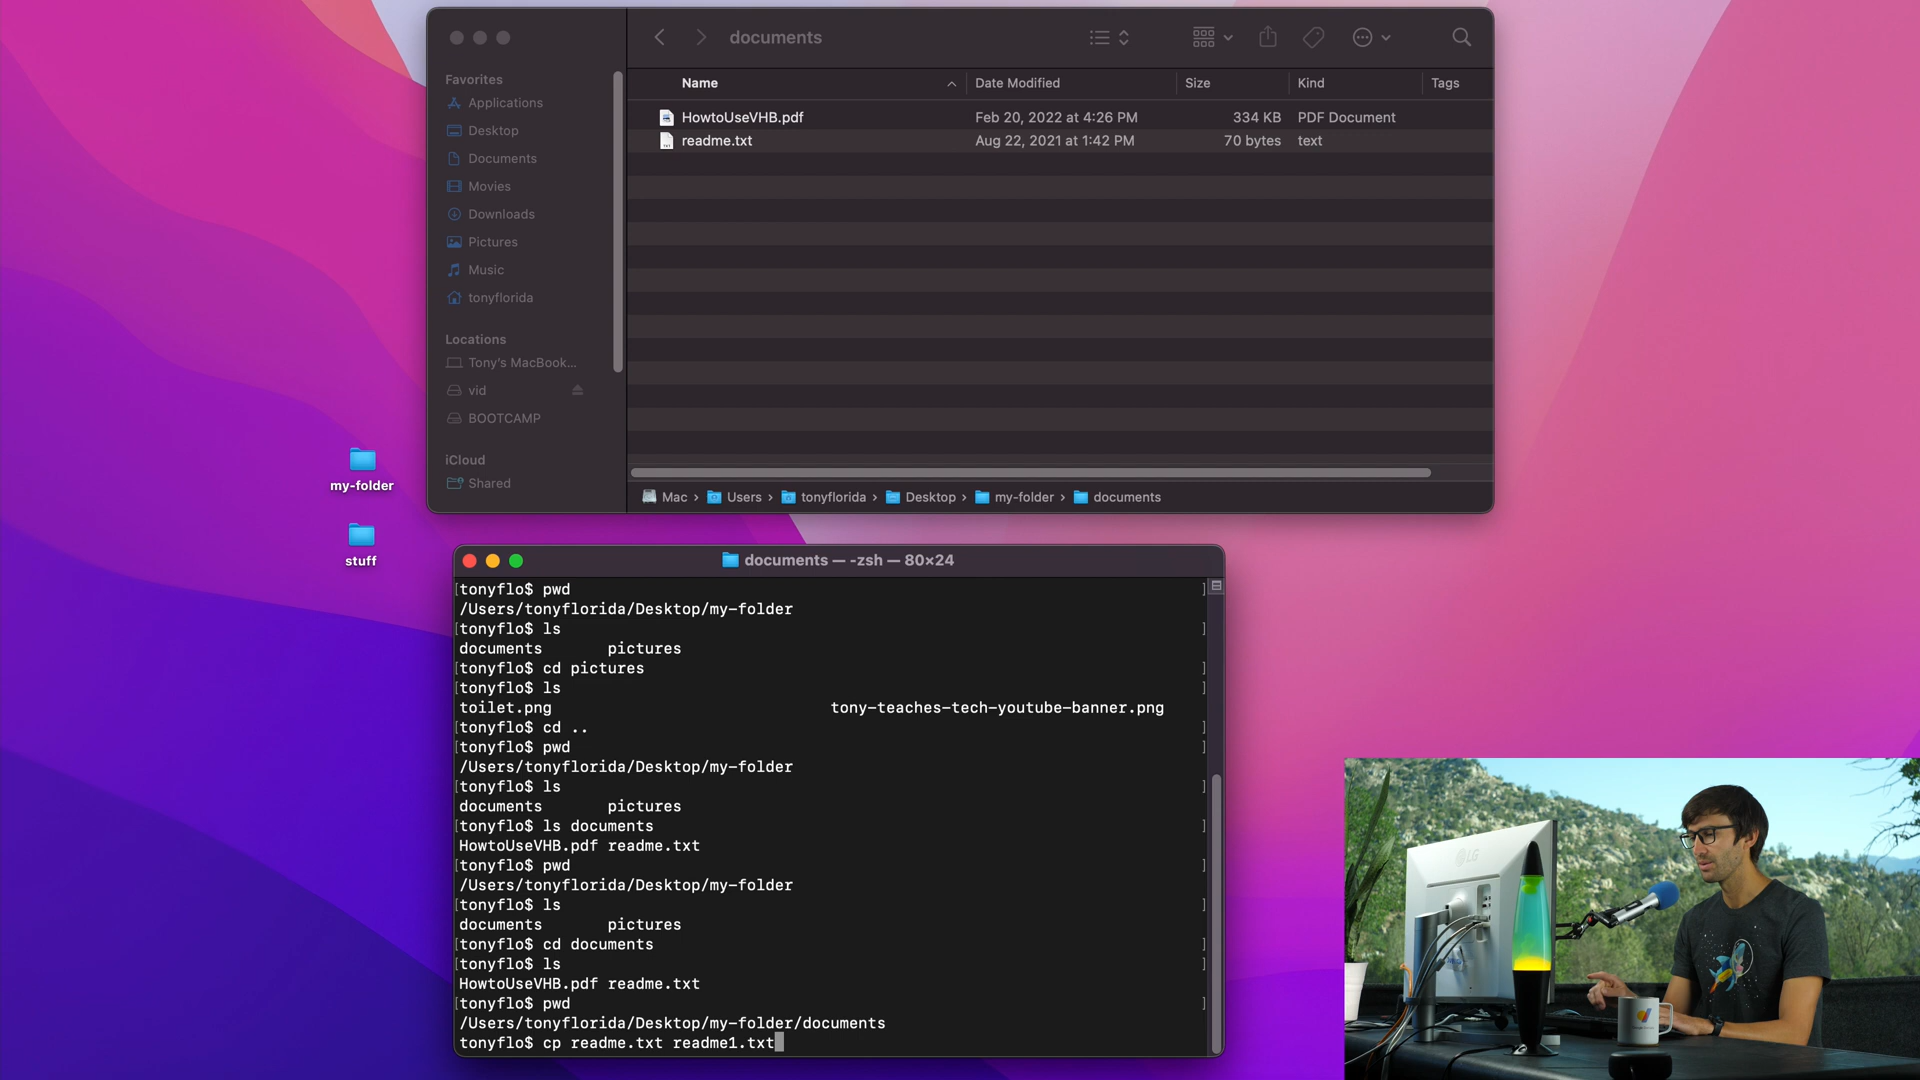 documents
Favorites
Applications
Desktop
Documents
Movies
Downloads
Pictures
Music
tonyflorida
Locations
Tony's MacBook...
vid
BOOTCAMP
iCloud
Shared
Name Date Modified Size Kind Tags
HowtoUseVHB.pdf Feb 20, 2022 at 4:26 PM 334 KB PDF Document
readme.txt Aug 22, 2021 at 1:42 PM 70 bytes text
Mac › Users › tonyflorida › Desktop › my-folder › documents
my-folder
stuff
documents — -zsh — 80×24
[tonyflo$ pwd ]
/Users/tonyflorida/Desktop/my-folder
[tonyflo$ ls ]
documents pictures
[tonyflo$ cd pictures ]
[tonyflo$ ls ]
toilet.png tony-teaches-tech-youtube-banner.png
[tonyflo$ cd .. ]
[tonyflo$ pwd ]
/Users/tonyflorida/Desktop/my-folder
[tonyflo$ ls ]
documents pictures
[tonyflo$ ls documents ]
HowtoUseVHB.pdf readme.txt
[tonyflo$ pwd ]
/Users/tonyflorida/Desktop/my-folder
[tonyflo$ ls ]
documents pictures
[tonyflo$ cd documents ]
[tonyflo$ ls ]
HowtoUseVHB.pdf readme.txt
[tonyflo$ pwd ]
/Users/tonyflorida/Desktop/my-folder/documents
tonyflo$ cp readme.txt readme1.txt
LG